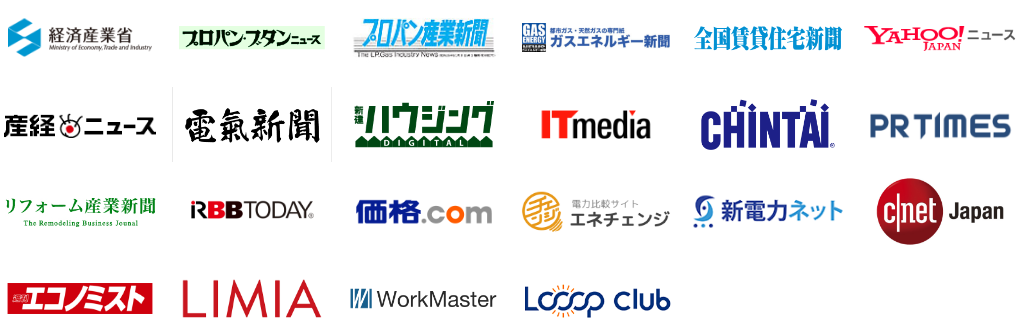 経済産業省
Ministry of Economy, Trade and Industry
プロパン・ブタンニュース
プロパン産業新聞
The LP.Gas Industry News
GAS
ENERGY
都市ガス・天然ガスの専門紙
ガスエネルギー新聞
全国賃貸住宅新聞
YAHOO!
JAPAN
ニュース
産経ニュース
電氣新聞
新建ハウジング
DIGITAL
ITmedia
CHINTAI
PR TIMES
リフォーム産業新聞
The Remodeling Business Jounal
iRBBTODAY®
価格.com
電力比較サイト
エネチェンジ
新電力ネット
c|net Japan
エコノミスト
LIMIA
WorkMaster
Looop club